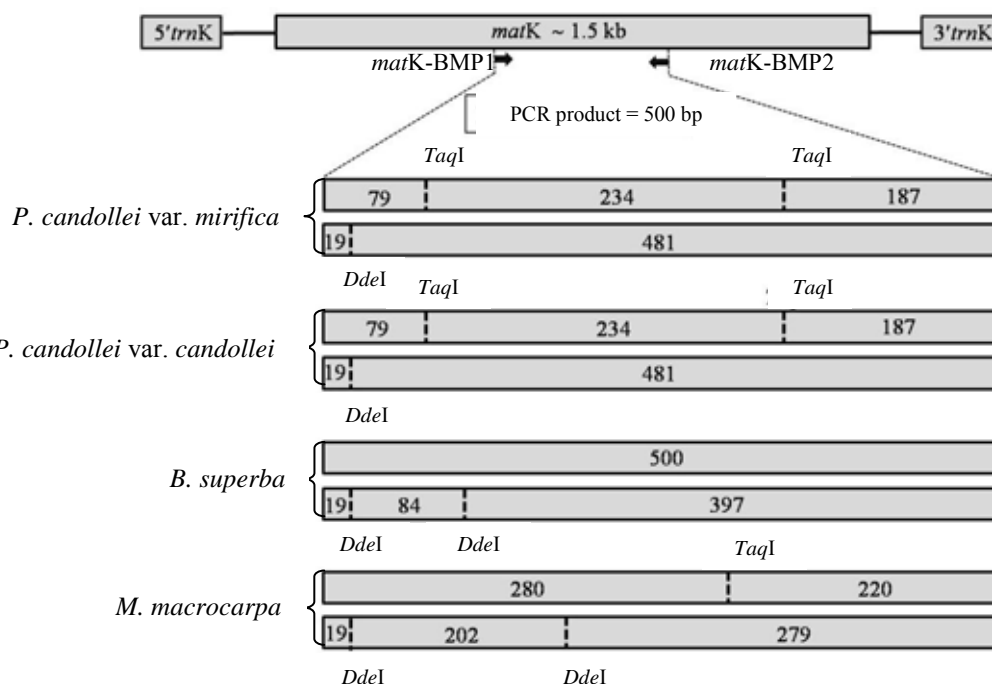 5'trnK matK ~ 1.5 kb 3'trnK
matK-BMP1 matK-BMP2
PCR product = 500 bp
TaqI TaqI
79 234 187
P. candollei var. mirifica
19 481
DdeI
TaqI TaqI
79 234 187
P. candollei var. candollei
19 481
DdeI
500
B. superba
19 84 397
DdeI DdeI
TaqI
280 220
M. macrocarpa
19 202 279
DdeI DdeI